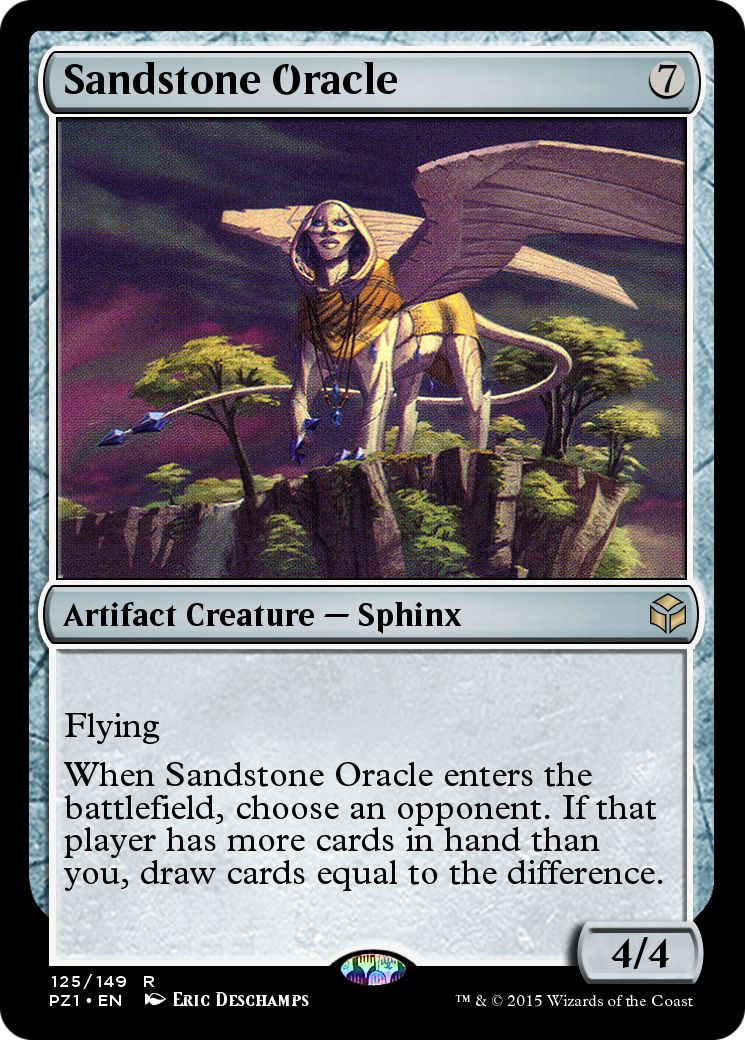 Sandstone Oracle 7
Artifact Creature — Sphinx
Flying
When Sandstone Oracle enters the
battlefield, choose an opponent. If that
player has more cards in hand than
you, draw cards equal to the difference.
4/4
125/149 R
PZ1 • EN Eric Deschamps
™ & © 2015 Wizards of the Coast